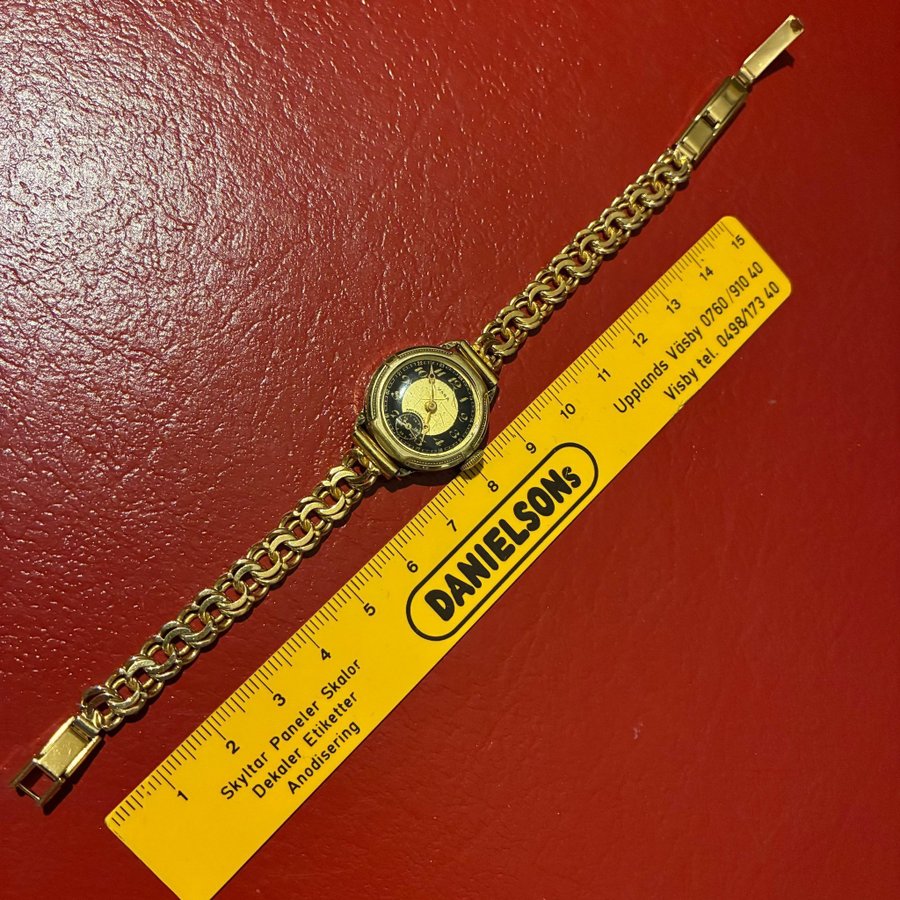 1 2 3 4 5 6 7 8 9 10 11 12 13 14 15
Skyltar Paneler Skalor
Dekaler Etiketter
Anodisering
DANIELSONs
Upplands Väsby 0760/910 40
Visby tel. 0498/173 40